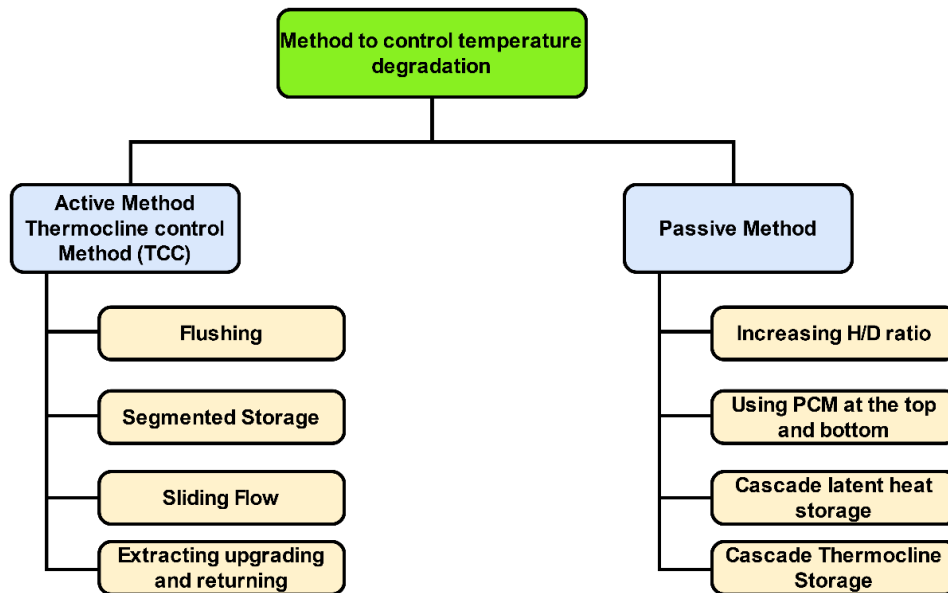 Method to control temperature
degradation
Active Method
Thermocline control
Method (TCC)
Flushing
Segmented Storage
Sliding Flow
Extracting upgrading
and returning
Passive Method
Increasing H/D ratio
Using PCM at the top
and bottom
Cascade latent heat
storage
Cascade Thermocline
Storage